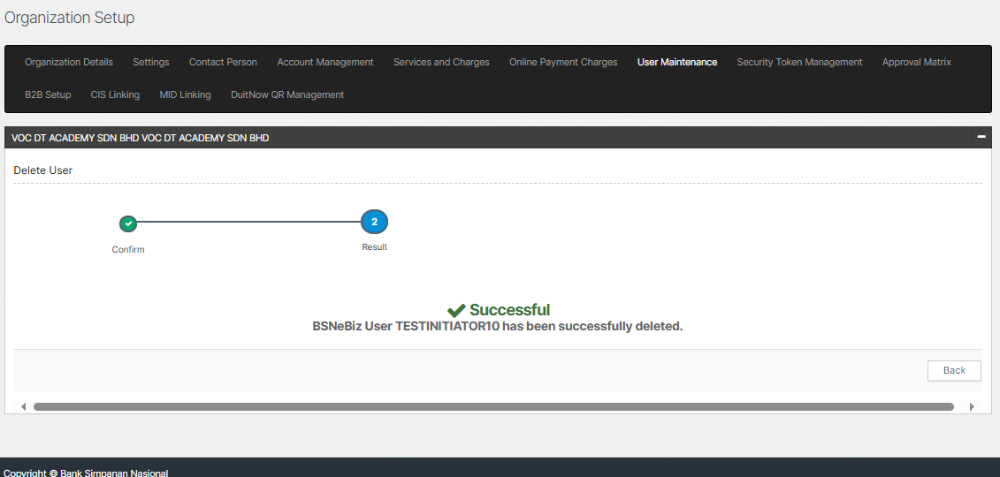 Organization Setup
Organization Details Settings Contact Person Account Management Services and Charges Online Payment Charges User Maintenance Security Token Management Approval Matrix
B2B Setup CIS Linking MID Linking DuitNow QR Management
VOC DT ACADEMY SDN BHD VOC DT ACADEMY SDN BHD
Delete User
2
Confirm Result
Successful
BSNeBiz User TESTINITIATOR10 has been successfully deleted.
Back
Copyright © Bank Simpanan Nasional